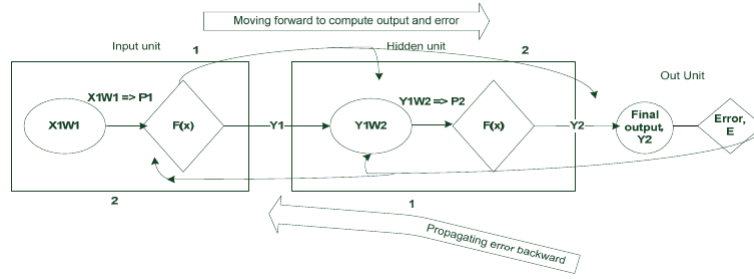 Moving forward to compute output and error
Input unit
1
Hidden unit
2
Out Unit
X1W1 => P1
X1W1
F(x)
Y1
Y1W2 => P2
Y1W2
F(x)
Y2
Final
output,
Y2
Error,
E
2
1
Propagating error backward